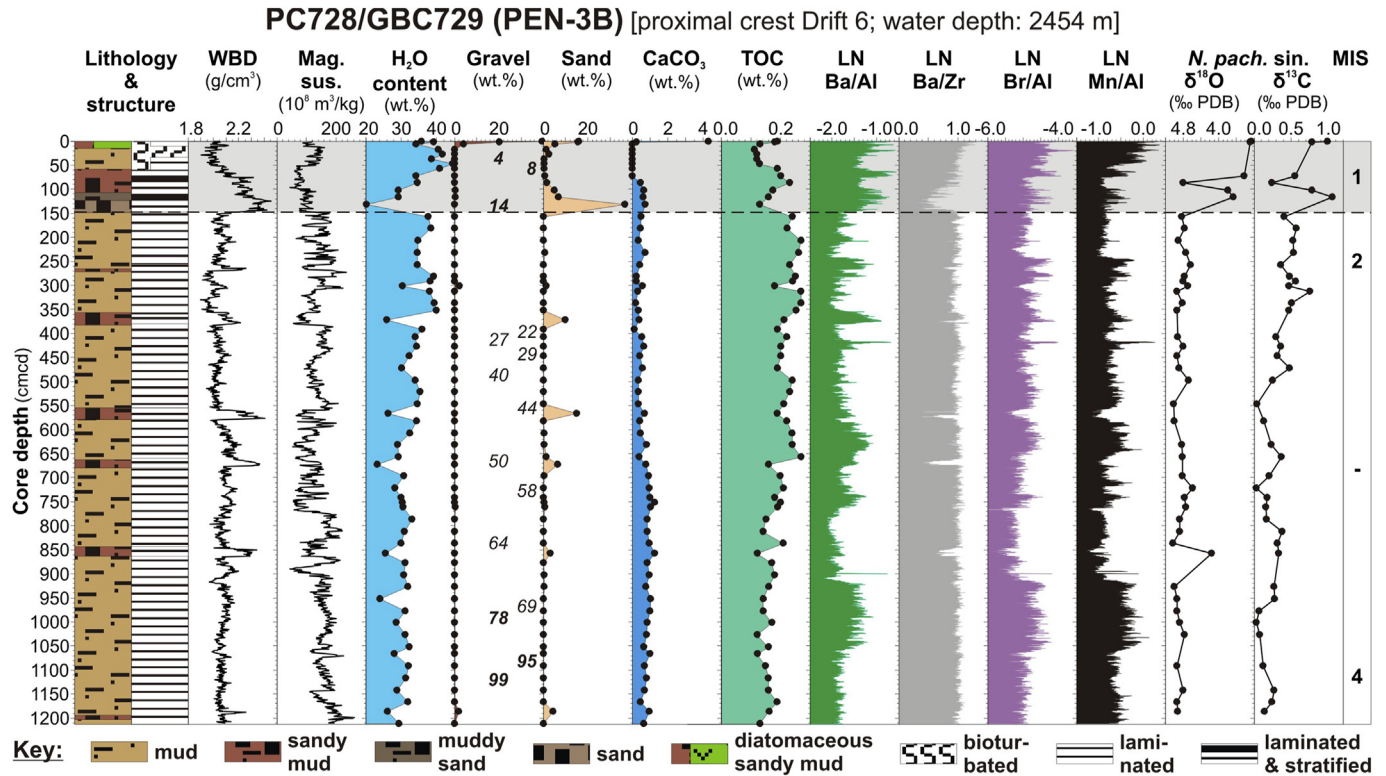 PC728/GBC729 (PEN-3B) [proximal crest Drift 6; water depth: 2454 m]
Lithology & structure
WBD (g/cm³)
Mag. sus. (10⁸ m³/kg)
H₂O content (wt.%)
Gravel (wt.%)
Sand (wt.%)
CaCO₃ (wt.%)
TOC (wt.%)
LN Ba/Al
LN Ba/Zr
LN Br/Al
LN Mn/Al
N. pach. sin.
δ¹⁸O (‰ PDB)
δ¹³C (‰ PDB)
MIS
1.8 2.0 2.2
0 200
20 30 40
0 20
0 20
0 2 4
0.0 0.2
-2.0 -1.0
0.0 1.0
-6.0 -4.0
-1.0 0.0
4.8 4.0
0.0 0.5 1.0
Core depth (cmcd)
0
50
100
150
200
250
300
350
400
450
500
550
600
650
700
750
800
850
900
950
1000
1050
1100
1150
1200
4
8
14
22
27
29
40
44
50
58
64
69
78
95
99
1
2
-
4
Key:
mud
sandy mud
muddy sand
sand
diatomaceous sandy mud
biotur-
bated
lami-
nated
laminated & stratified